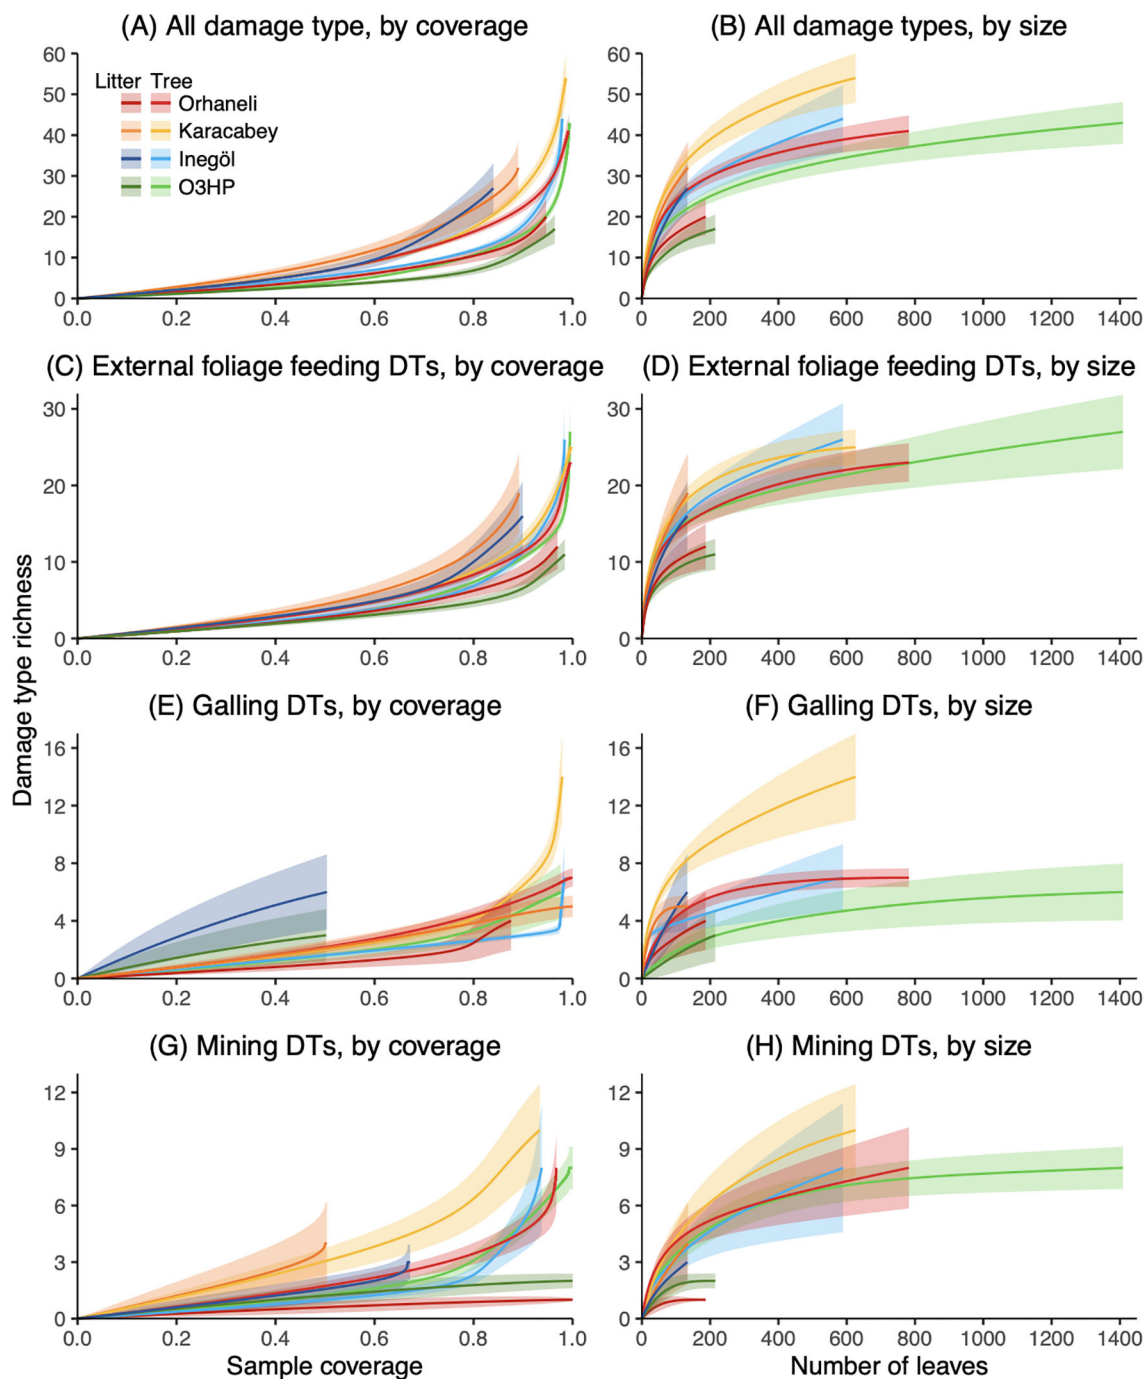 (A) All damage type, by coverage
(B) All damage types, by size
60
50
40
30
20
10
0
Litter Tree
Orhaneli
Karacabey
Inegöl
O3HP
0.0 0.2 0.4 0.6 0.8 1.0
60
50
40
30
20
10
0
0 200 400 600 800 1000 1200 1400
(C) External foliage feeding DTs, by coverage
(D) External foliage feeding DTs, by size
30
20
10
0
0.0 0.2 0.4 0.6 0.8 1.0
30
20
10
0
0 200 400 600 800 1000 1200 1400
Damage type richness
(E) Galling DTs, by coverage
(F) Galling DTs, by size
16
12
8
4
0
0.0 0.2 0.4 0.6 0.8 1.0
16
12
8
4
0
0 200 400 600 800 1000 1200 1400
(G) Mining DTs, by coverage
(H) Mining DTs, by size
12
9
6
3
0
0.0 0.2 0.4 0.6 0.8 1.0
12
9
6
3
0
0 200 400 600 800 1000 1200 1400
Sample coverage
Number of leaves